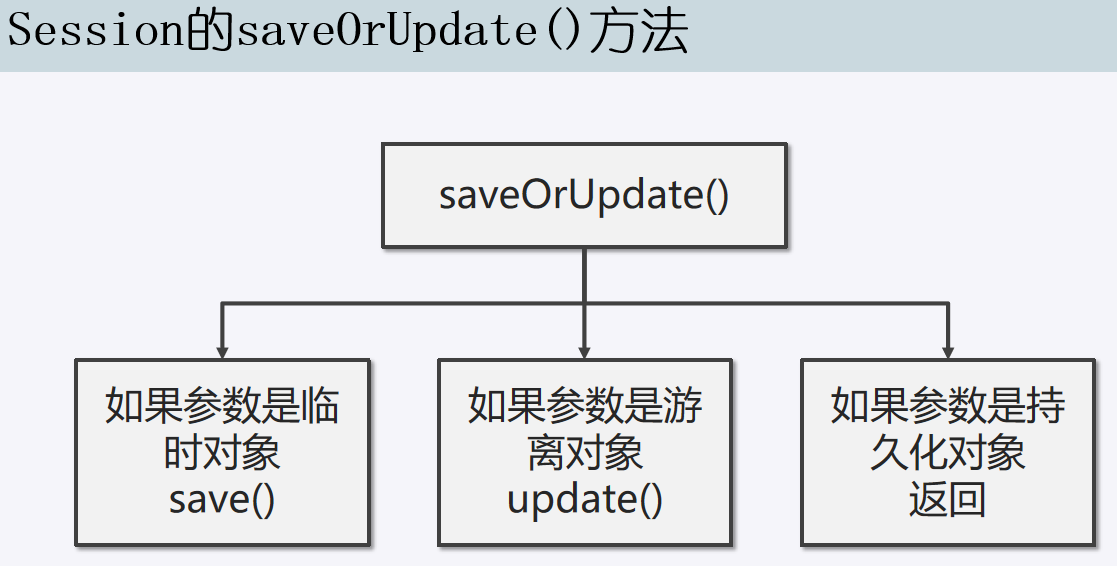 Session的saveOrUpdate()方法
saveOrUpdate()
如果参数是临
时对象
save()
如果参数是游
离对象
update()
如果参数是持
久化对象
返回